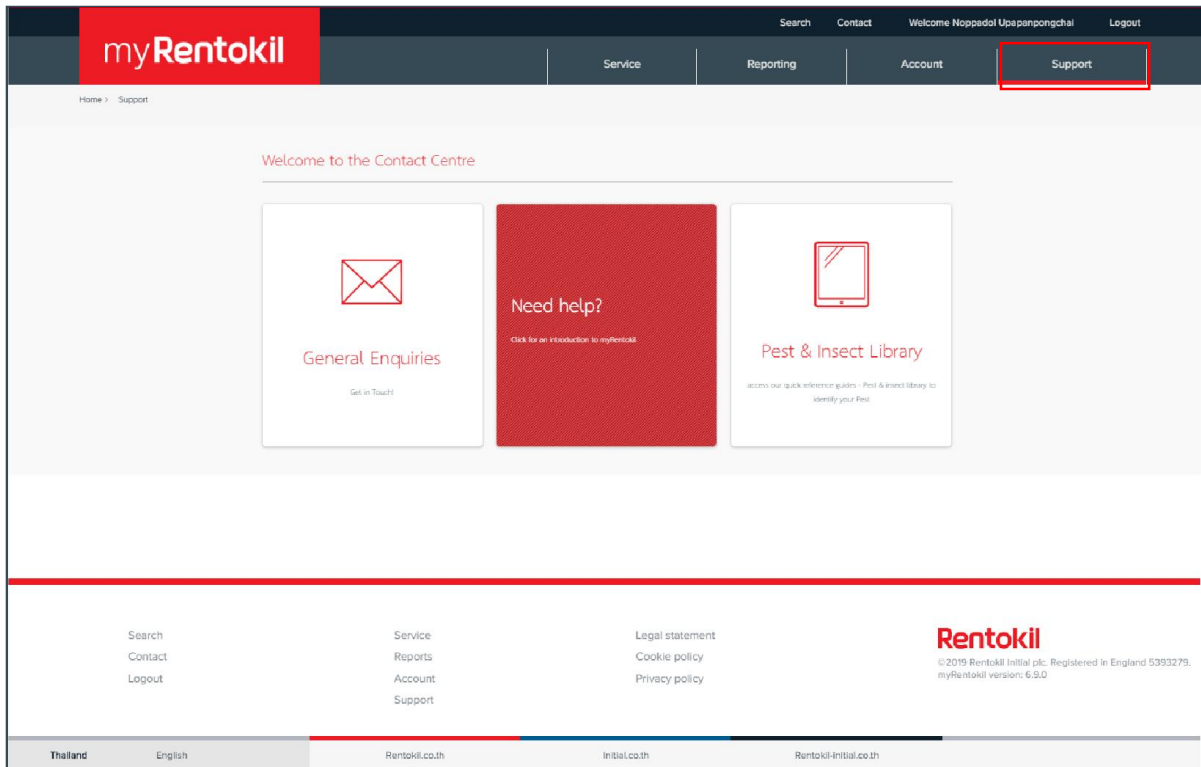 Search Contact Welcome Noppadol Upapanpongchai Logout
myRentokil
Service Reporting Account Support
Home > Support
Welcome to the Contact Centre
General Enquiries
Get in Touch!
Need help?
Click for an introduction to myRentokil
Pest & Insect Library
access our quick reference guides - Pest & insect library to
identify your Pest
Search
Contact
Logout
Service
Reports
Account
Support
Legal statement
Cookie policy
Privacy policy
Rentokil
©2019 Rentokil Initial plc. Registered in England 5393279.
myRentokil version: 6.9.0
Thailand English Rentokil.co.th Initial.co.th Rentokil-initial.co.th